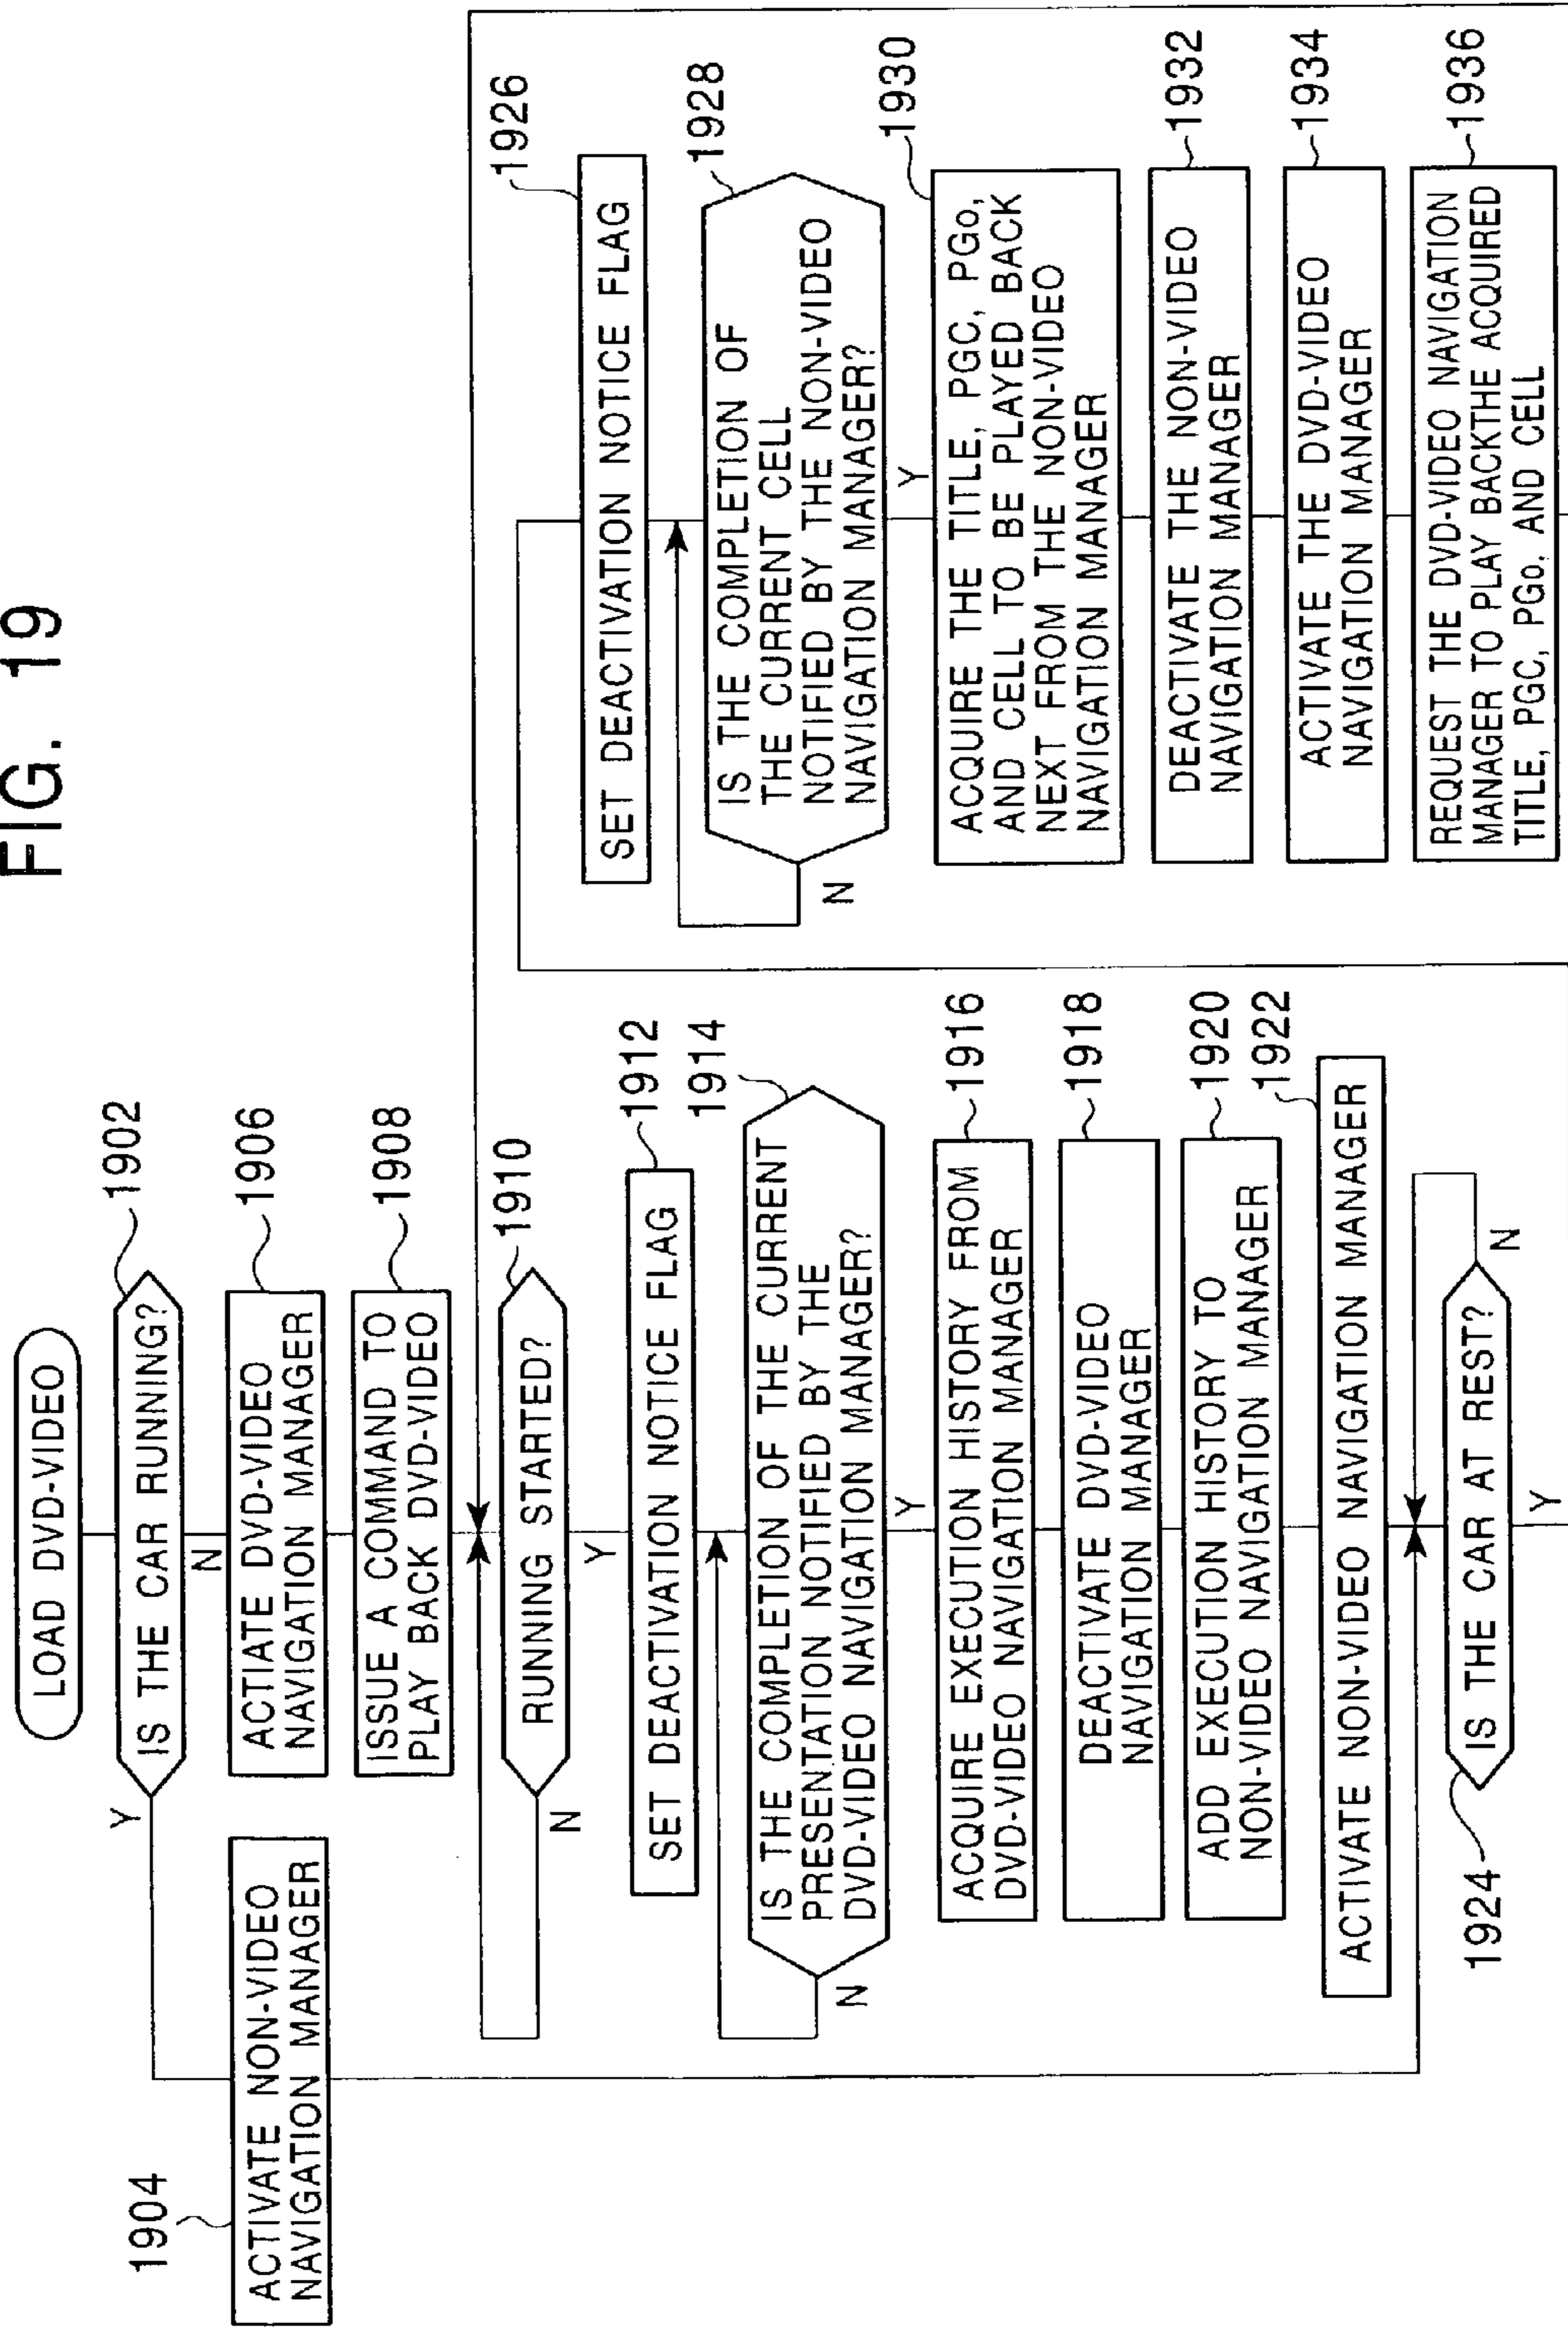 FIG. 19
LOAD DVD-VIDEO
IS THE CAR RUNNING?
1902
Y
N
ACTIVATE NON-VIDEO
NAVIGATION MANAGER
1904
ACTIATE DVD-VIDEO
NAVIGATION MANAGER
1906
ISSUE A COMMAND TO
PLAY BACK DVD-VIDEO
1908
RUNNING STARTED?
1910
N
Y
SET DEACTIVATION NOTICE FLAG
1912
IS THE COMPLETION OF THE CURRENT
PRESENTATION NOTIFIED BY THE
DVD-VIDEO NAVIGATION MANAGER?
1914
N
Y
ACQUIRE EXECUTION HISTORY FROM
DVD-VIDEO NAVIGATION MANAGER
1916
DEACTIVATE DVD-VIDEO
NAVIGATION MANAGER
1918
ADD EXECUTION HISTORY TO
NON-VIDEO NAVIGATION MANAGER
1920
ACTIVATE NON-VIDEO NAVIGATION MANAGER
1922
IS THE CAR AT REST?
1924
N
Y
SET DEACTIVATION NOTICE FLAG
1926
IS THE COMPLETION OF
THE CURRENT CELL
NOTIFIED BY THE NON-VIDEO
NAVIGATION MANAGER?
1928
N
Y
ACQUIRE THE TITLE, PGC, PGo,
AND CELL TO BE PLAYED BACK
NEXT FROM THE NON-VIDEO
NAVIGATION MANAGER
1930
DEACTIVATE THE NON-VIDEO
NAVIGATION MANAGER
1932
ACTIVATE THE DVD-VIDEO
NAVIGATION MANAGER
1934
REQUEST THE DVD-VIDEO NAVIGATION
MANAGER TO PLAY BACKTHE ACQUIRED
TITLE, PGC, PGo, AND CELL
1936